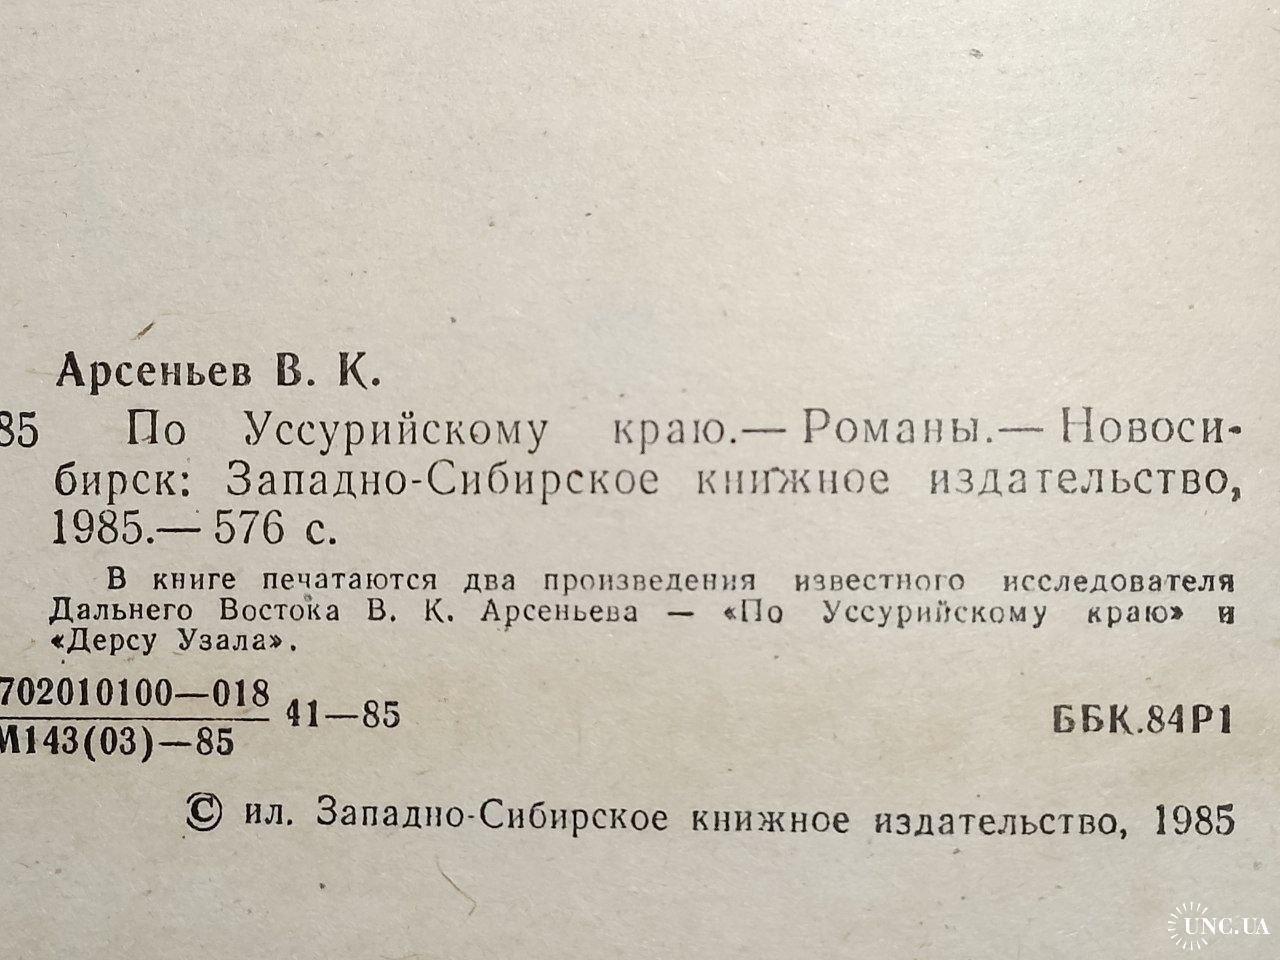 Арсеньев В. К.
85 По Уссурийскому краю.— Романы.— Новоси-
бирск: Западно-Сибирское книжное издательство,
1985.— 576 с.
В книге печатаются два произведения известного исследователя
Дальнего Востока В. К. Арсеньева — «По Уссурийскому краю» и
«Дерсу Узала».
702010100—018
М143(03)—85
41—85
ББК.84Р1
© ил. Западно-Сибирское книжное издательство, 1985
UNC.UA